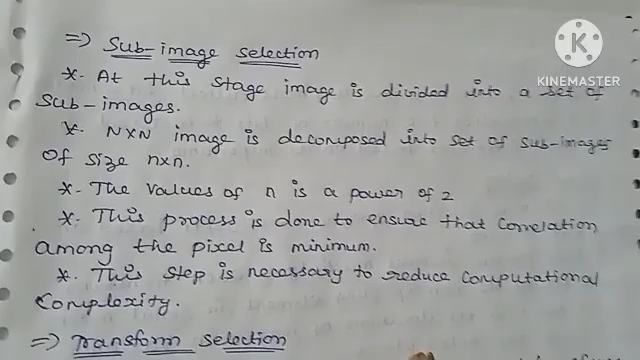 => Sub-image selection
*. At this stage image is divided into a set of
sub-images.
*. N×N image is decomposed into set of sub-images
Of size n×n.
*. The values of n is a power of 2
*. This process is done to ensure that correlation
among the pixel is minimum.
*. This step is necessary to reduce computational
complexity.
=> Transform selection
K
KINEMASTER